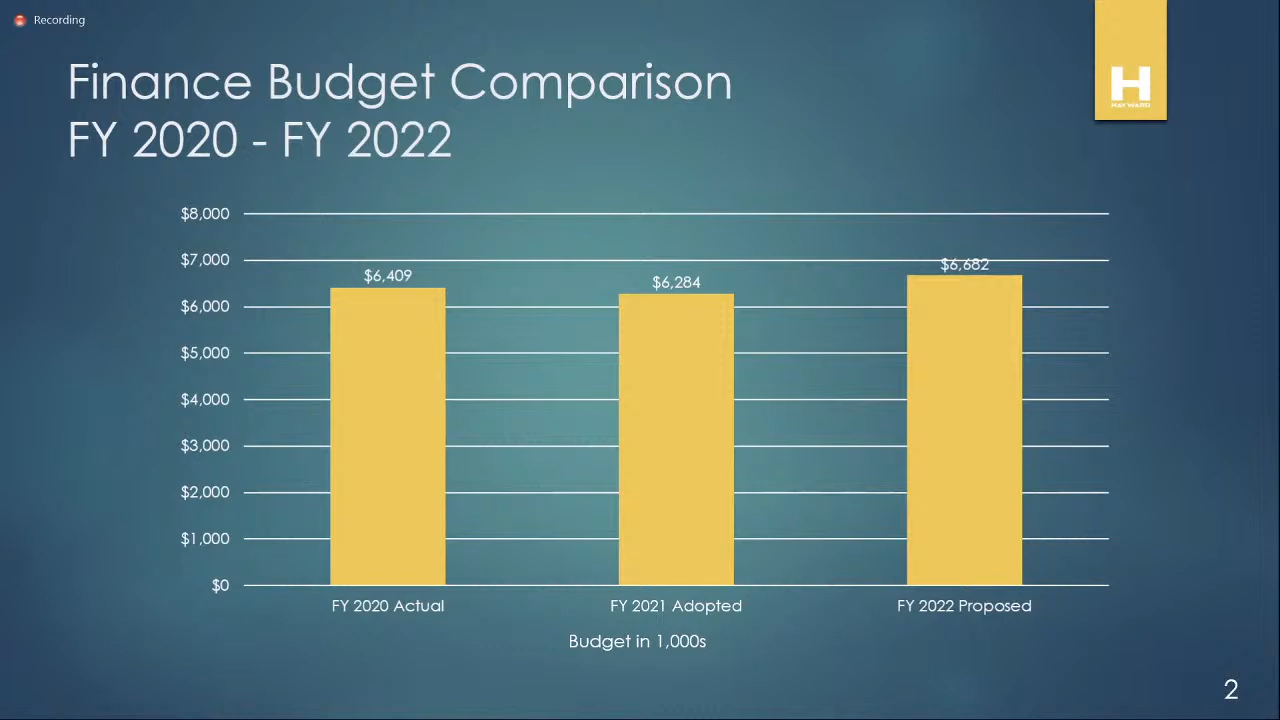 Recording
Finance Budget Comparison
FY 2020 - FY 2022
H
HAYWARD
$8,000
$7,000
$6,000
$5,000
$4,000
$3,000
$2,000
$1,000
$0
$6,409
$6,284
$6,682
FY 2020 Actual
FY 2021 Adopted
FY 2022 Proposed
Budget in 1,000s
2